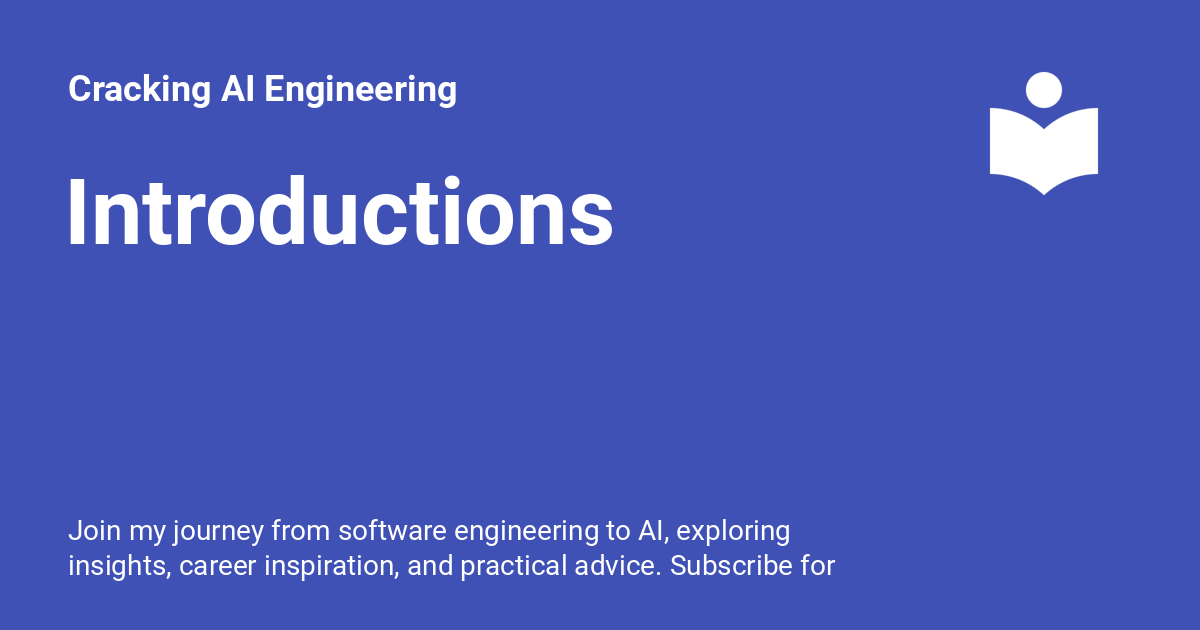 Cracking AI Engineering
Introductions
Join my journey from software engineering to AI, exploring
insights, career inspiration, and practical advice. Subscribe for